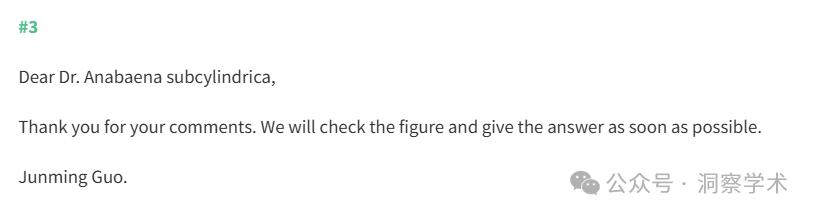 #3
Dear Dr. Anabaena subcylindrica,
Thank you for your comments. We will check the figure and give the answer as soon as possible.
Junming Guo.
公众号 · 洞察学术